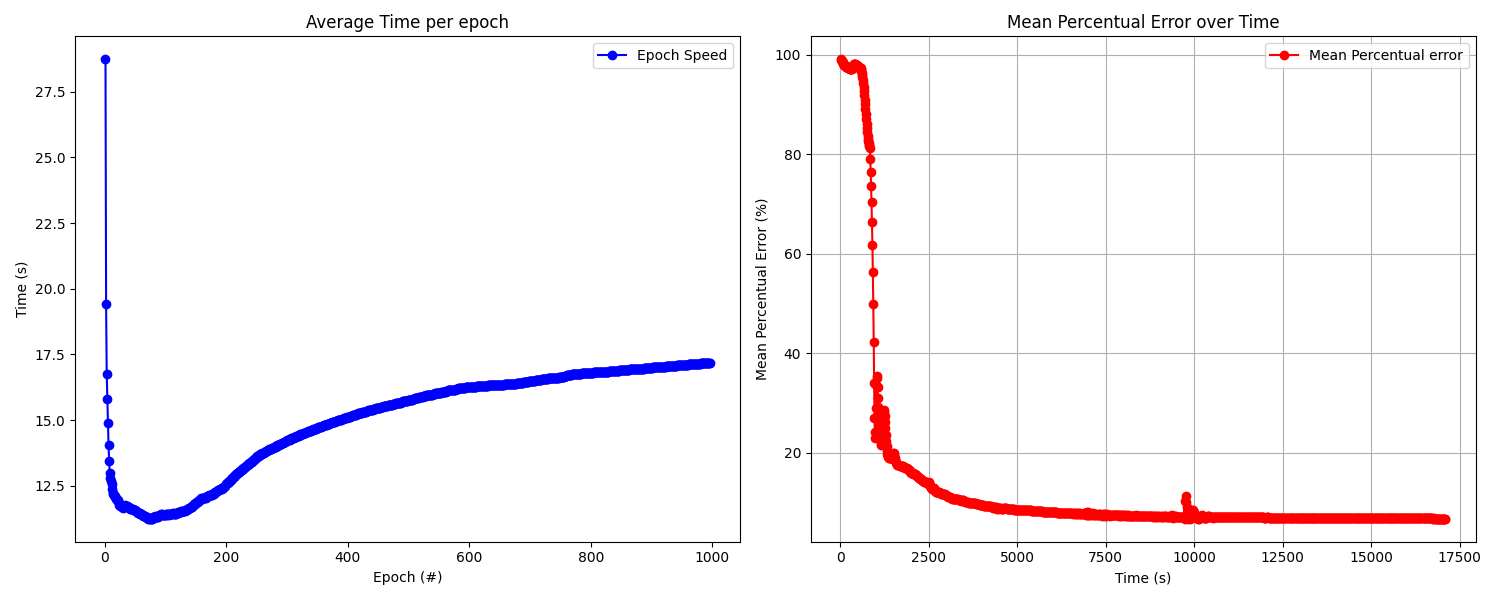 Average Time per epoch
Epoch Speed
27.5
25.0
22.5
20.0
17.5
15.0
12.5
Time (s)
0 200 400 600 800 1000
Epoch (#)
Mean Percentual Error over Time
Mean Percentual error
100
80
60
40
20
Mean Percentual Error (%)
0 2500 5000 7500 10000 12500 15000 17500
Time (s)